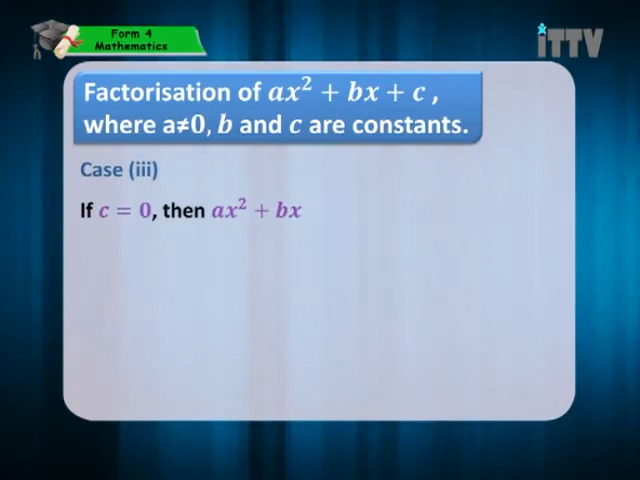 Form 4
Mathematics
iTTV
Factorisation of ax² + bx + c ,
where a≠0, b and c are constants.
Case (iii)
If c = 0, then ax² + bx